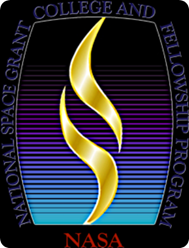 NATIONAL SPACE GRANT COLLEGE AND FELLOWSHIP PROGRAM
NASA